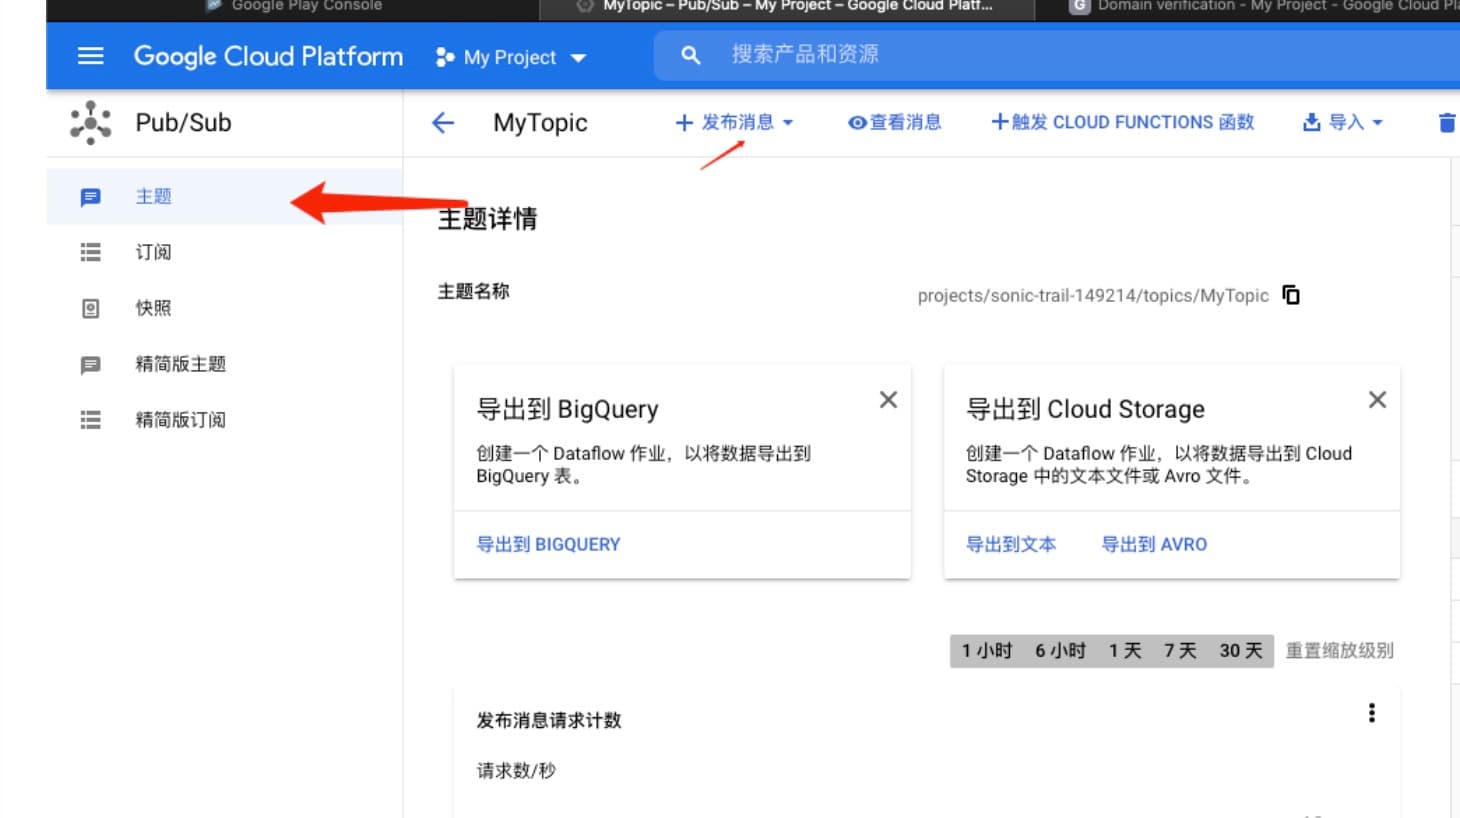 Google Play Console
MyTopic – Pub/Sub – My Project – Google Cloud Platf...
G Domain verification - My Project - Google Cloud Pla
Google Cloud Platform
My Project
搜索产品和资源
Pub/Sub
MyTopic
发布消息
查看消息
触发 CLOUD FUNCTIONS 函数
导入
主题
订阅
快照
精简版主题
精简版订阅
主题详情
主题名称
projects/sonic-trail-149214/topics/MyTopic
导出到 BigQuery
创建一个 Dataflow 作业，以将数据导出到
BigQuery 表。
导出到 BIGQUERY
导出到 Cloud Storage
创建一个 Dataflow 作业，以将数据导出到 Cloud
Storage 中的文本文件或 Avro 文件。
导出到文本 导出到 AVRO
1 小时 6 小时 1 天 7 天 30 天 重置缩放级别
发布消息请求计数
请求数/秒